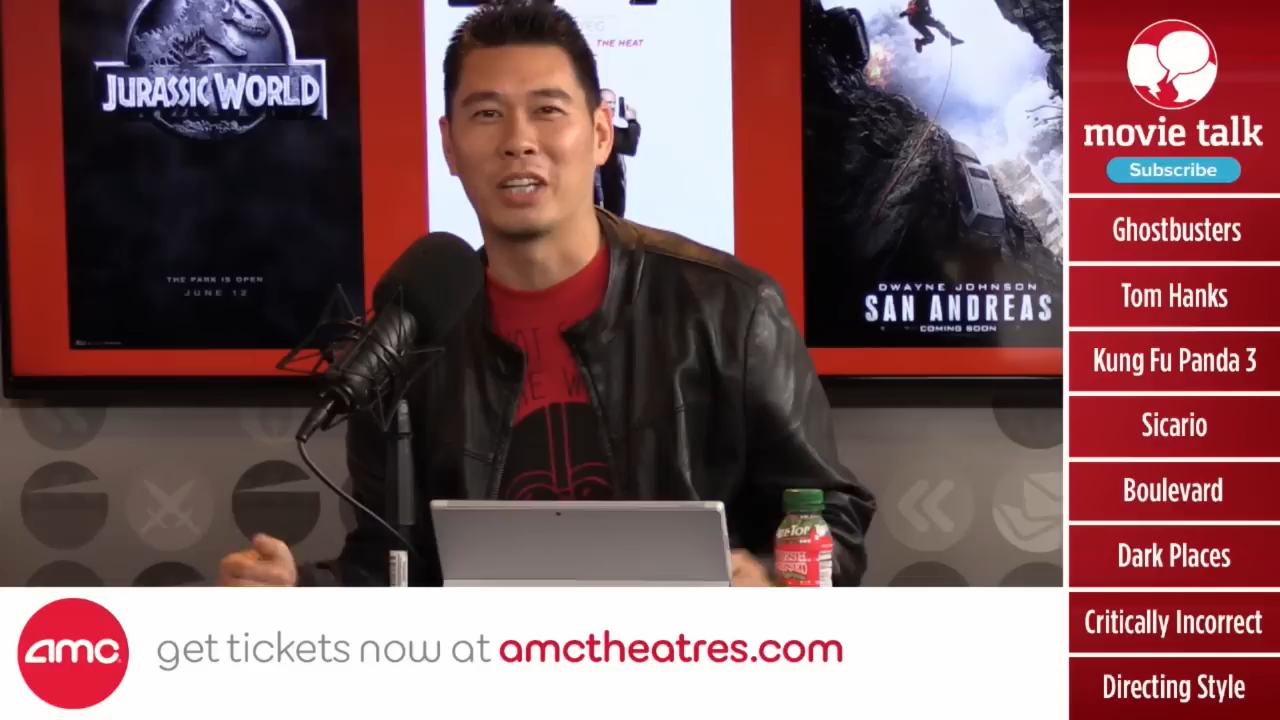 JURASSIC WORLD
THE PARK IS OPEN
JUNE 12
THE HEAT
DWAYNE JOHNSON
SAN ANDREAS
COMING SOON
movie talk
Subscribe
Ghostbusters
Tom Hanks
Kung Fu Panda 3
Sicario
Boulevard
Dark Places
Critically Incorrect
Directing Style
amc
get tickets now at amctheatres.com